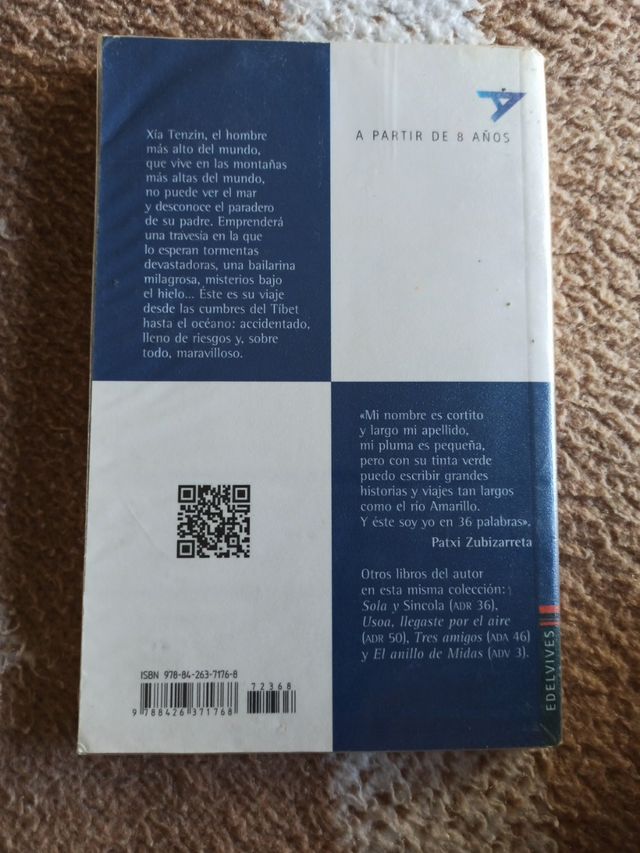 Xía Tenzin, el hombre
más alto del mundo,
que vive en las montañas
más altas del mundo,
no puede ver el mar
y desconoce el paradero
de su padre. Emprenderá
una travesía en la que
lo esperan tormentas
devastadoras, una bailarina
milagrosa, misterios bajo
el hielo... Éste es su viaje
desde las cumbres del Tíbet
hasta el océano: accidentado,
lleno de riesgos y, sobre
todo, maravilloso.
A PARTIR DE 8 AÑOS
«Mi nombre es cortito
y largo mi apellido,
mi pluma es pequeña,
pero con su tinta verde
puedo escribir grandes
historias y viajes tan largos
como el río Amarillo.
Y éste soy yo en 36 palabras».
Patxi Zubizarreta
Otros libros del autor
en esta misma colección:
Sola y Sincola (ADR 36),
Usoa, llegaste por el aire
(ADR 50), Tres amigos (ADA 46)
y El anillo de Midas (ADV 3).
ISBN 978-84-263-7176-8
72368
9 788426 371768
EDELVIVES